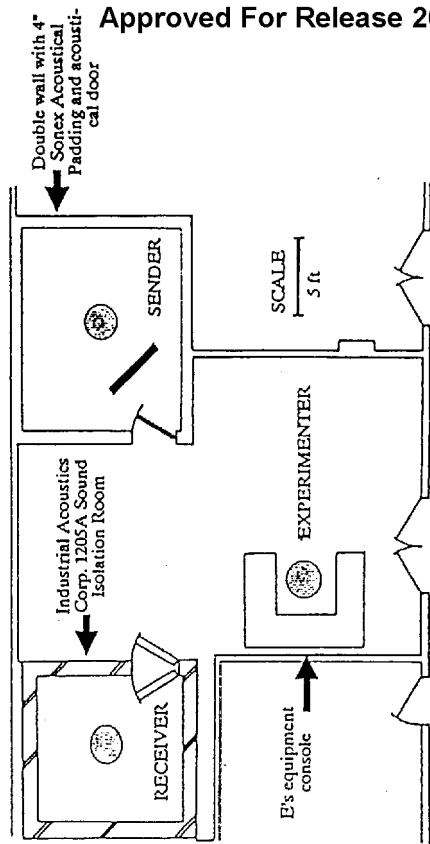 Approved For Release 20
Double wall with 4"
Sonex Acoustical
Padding and acousti-
cal door
SENDER
SCALE
5 ft
Industrial Acoustics
Corp. 1205A Sound
Isolation Room
EXPERIMENTER
RECEIVER
E's equipment
console